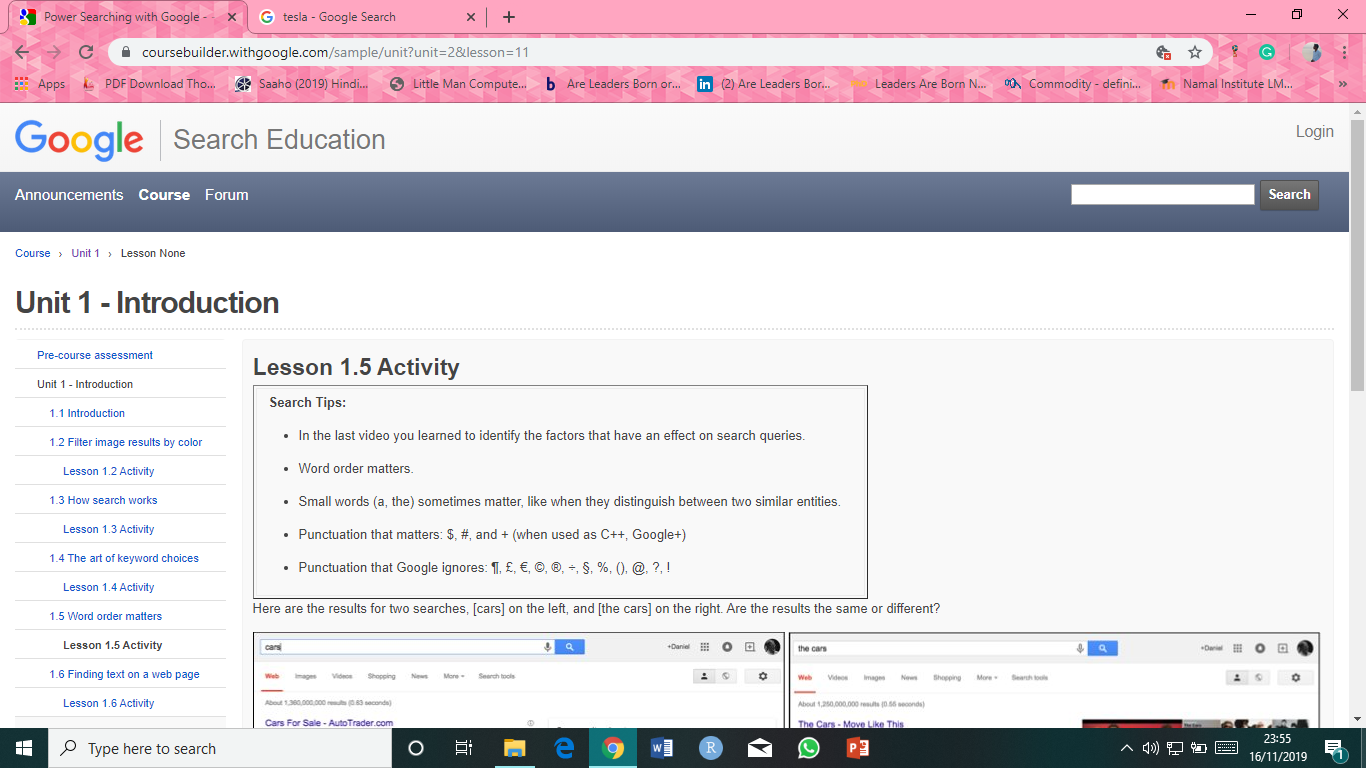 Power Searching with Google -
tesla - Google Search
coursebuilder.withgoogle.com/sample/unit?unit=2&lesson=11
Apps
PDF Download Tho...
Saaho (2019) Hindi...
Little Man Compute...
Are Leaders Born or...
(2) Are Leaders Bor...
Leaders Are Born N...
Commodity - defini...
Namal Institute LM...
Google Search Education
Login
Announcements Course Forum
Search
Course › Unit 1 › Lesson None
Unit 1 - Introduction
Pre-course assessment
Unit 1 - Introduction
1.1 Introduction
1.2 Filter image results by color
Lesson 1.2 Activity
1.3 How search works
Lesson 1.3 Activity
1.4 The art of keyword choices
Lesson 1.4 Activity
1.5 Word order matters
Lesson 1.5 Activity
1.6 Finding text on a web page
Lesson 1.6 Activity
Lesson 1.5 Activity
Search Tips:
• In the last video you learned to identify the factors that have an effect on search queries.
• Word order matters.
• Small words (a, the) sometimes matter, like when they distinguish between two similar entities.
• Punctuation that matters: $, #, and + (when used as C++, Google+)
• Punctuation that Google ignores: ¶, £, €, ©, ®, ÷, §, %, (), @, ?, !
Here are the results for two searches, [cars] on the left, and [the cars] on the right. Are the results the same or different?
cars
+Daniel
Web Images Videos Shopping News More Search tools
About 1,360,000,000 results (0.63 seconds)
Cars For Sale - AutoTrader.com
the cars
+Daniel
Web Videos Images News Shopping More Search tools
About 1,250,000,000 results (0.55 seconds)
The Cars - Move Like This
Type here to search
23:55
16/11/2019
1